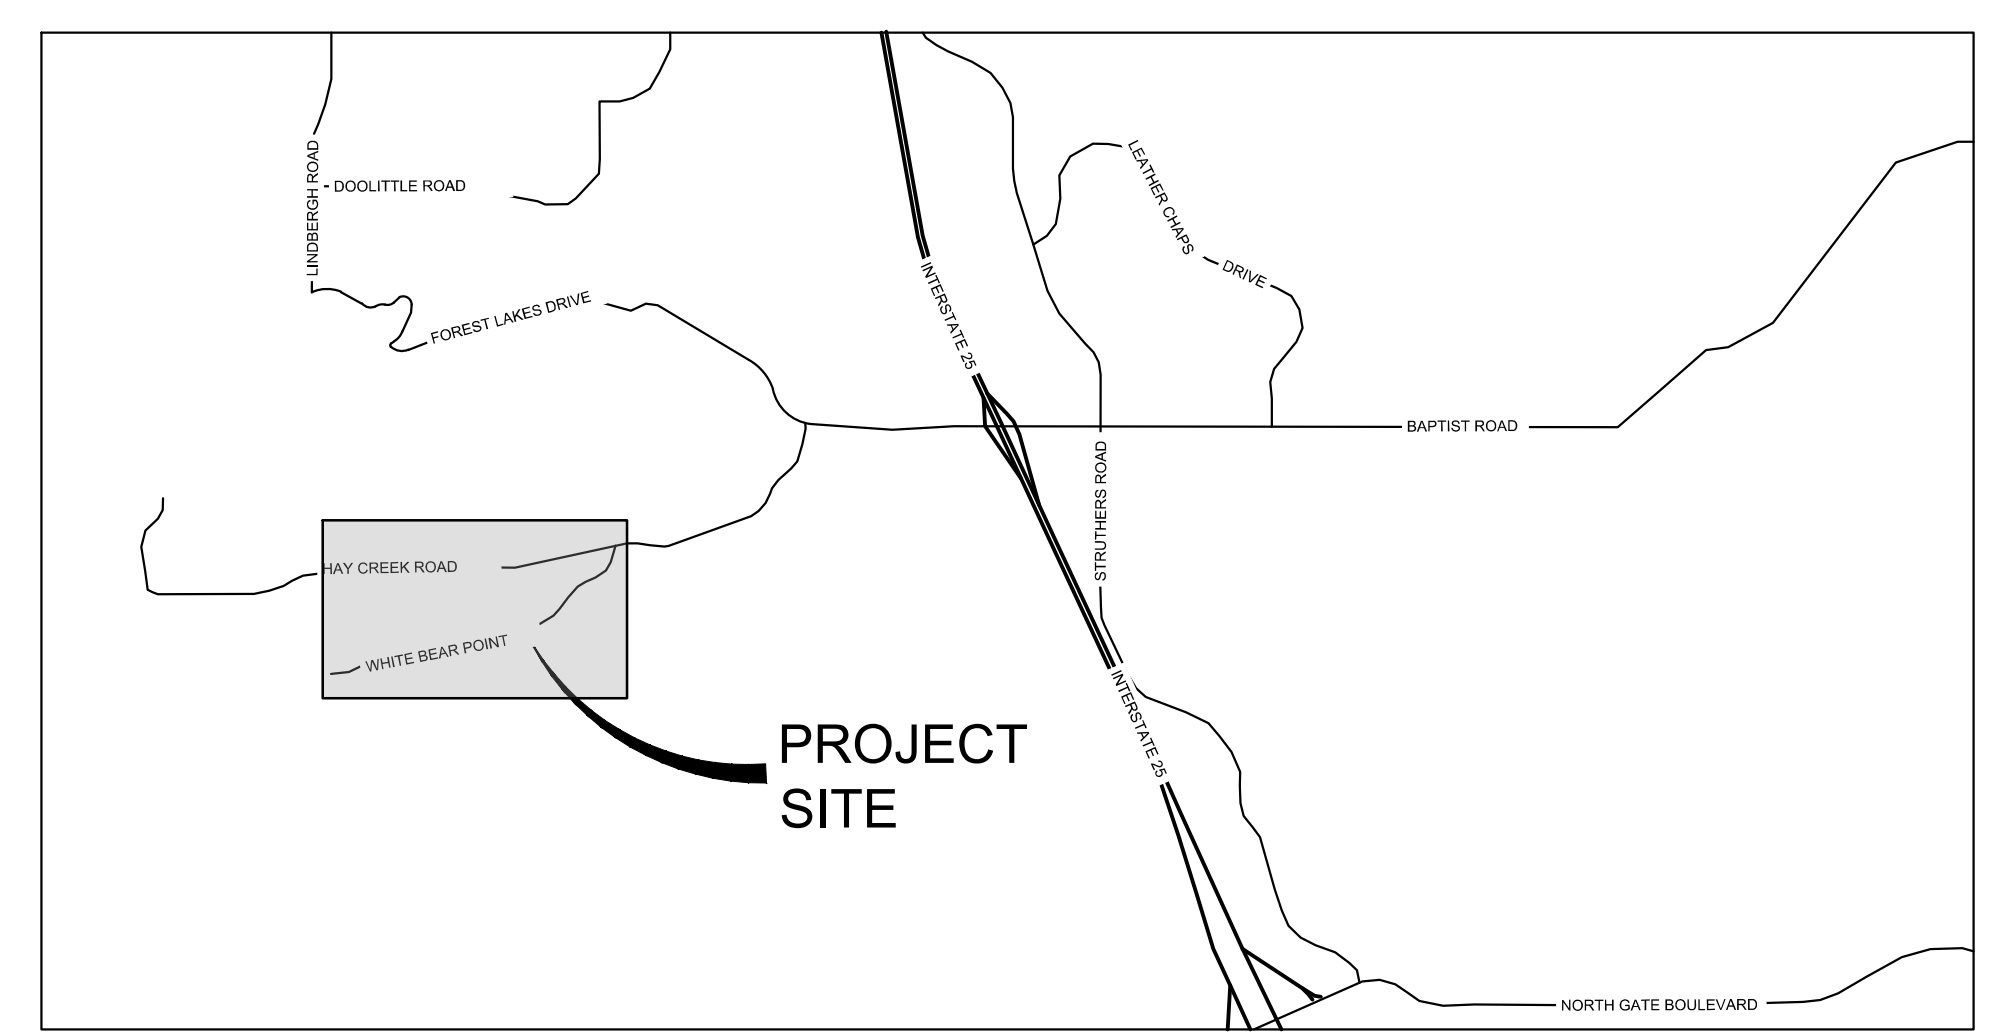 LINDBERGH ROAD
DOOLITTLE ROAD
LEATHER CHAPS
DRIVE
INTERSTATE 25
FOREST LAKES DRIVE
BAPTIST ROAD
STRUTHERS ROAD
HAY CREEK ROAD
WHITE BEAR POINT
INTERSTATE 25
PROJECT
SITE
NORTH GATE BOULEVARD